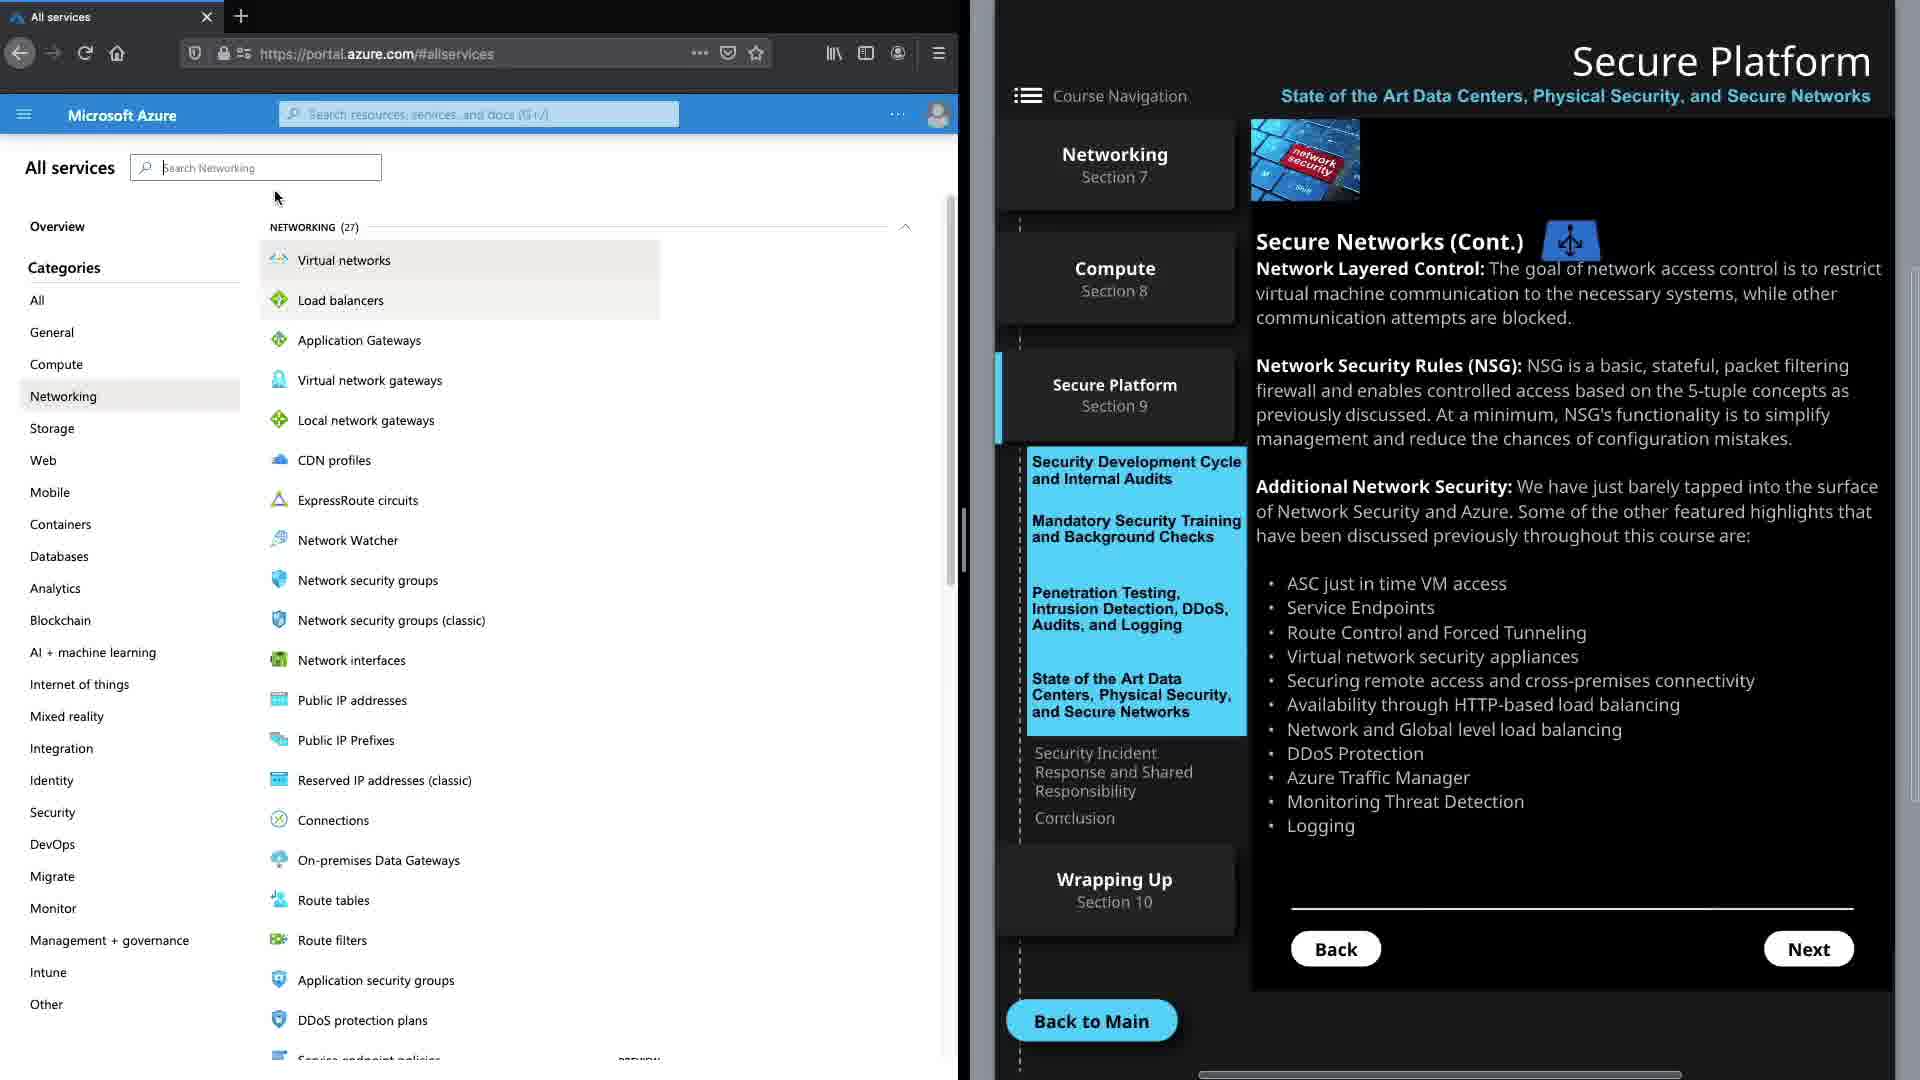 All services
https://portal.azure.com/#allservices
Microsoft Azure
Search resources, services, and docs (G+/)
All services
Search Networking
Overview
Categories
All
General
Compute
Networking
Storage
Web
Mobile
Containers
Databases
Analytics
Blockchain
AI + machine learning
Internet of things
Mixed reality
Integration
Identity
Security
DevOps
Migrate
Monitor
Management + governance
Intune
Other
NETWORKING (27)
Virtual networks
Load balancers
Application Gateways
Virtual network gateways
Local network gateways
CDN profiles
ExpressRoute circuits
Network Watcher
Network security groups
Network security groups (classic)
Network interfaces
Public IP addresses
Public IP Prefixes
Reserved IP addresses (classic)
Connections
On-premises Data Gateways
Route tables
Route filters
Application security groups
DDoS protection plans
Service endpoint policies PREVIEW
Secure Platform
State of the Art Data Centers, Physical Security, and Secure Networks
Course Navigation
Networking
Section 7
Compute
Section 8
Secure Platform
Section 9
Security Development Cycle
and Internal Audits
Mandatory Security Training
and Background Checks
Penetration Testing,
Intrusion Detection, DDoS,
Audits, and Logging
State of the Art Data
Centers, Physical Security,
and Secure Networks
Security Incident
Response and Shared
Responsibility
Conclusion
Wrapping Up
Section 10
Back to Main
network
security
Secure Networks (Cont.)
Network Layered Control: The goal of network access control is to restrict
virtual machine communication to the necessary systems, while other
communication attempts are blocked.
Network Security Rules (NSG): NSG is a basic, stateful, packet filtering
firewall and enables controlled access based on the 5-tuple concepts as
previously discussed. At a minimum, NSG's functionality is to simplify
management and reduce the chances of configuration mistakes.
Additional Network Security: We have just barely tapped into the surface
of Network Security and Azure. Some of the other featured highlights that
have been discussed previously throughout this course are:
• ASC just in time VM access
• Service Endpoints
• Route Control and Forced Tunneling
• Virtual network security appliances
• Securing remote access and cross-premises connectivity
• Availability through HTTP-based load balancing
• Network and Global level load balancing
• DDoS Protection
• Azure Traffic Manager
• Monitoring Threat Detection
• Logging
Back
Next